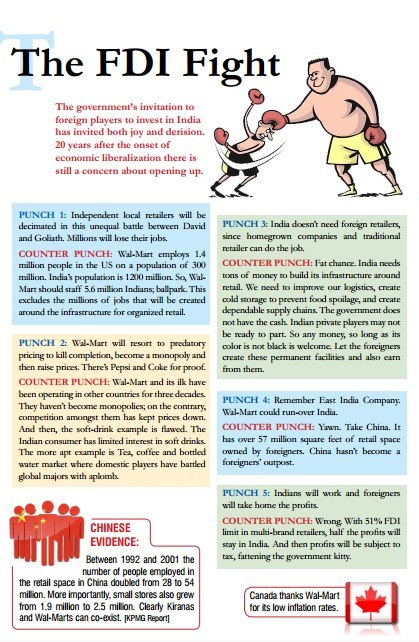 The FDI Fight
The government's invitation to
foreign players to invest in India
has invited both joy and derision.
20 years after the onset of
economic liberalization there is
still a concern about opening up.
PUNCH 1: Independent local retailers will be
decimated in this unequal battle between David
and Goliath. Millions will lose their jobs.
COUNTER PUNCH: Wal-Mart employs 1.4
million people in the US on a population of 300
million. India's population is 1200 million. So, Wal-
Mart should staff 5.6 million Indians; ballpark. This
excludes the millions of jobs that will be created
around the infrastructure for organized retail.
PUNCH 2: Wal-Mart will resort to predatory
pricing to kill completion, become a monopoly and
then raise prices. There's Pepsi and Coke for proof.
COUNTER PUNCH: Wal-Mart and its ilk have
been operating in other countries for three decades.
They haven't become monopolies; on the contrary,
competition amongst them has kept prices down.
And then, the soft-drink example is flawed. The
Indian consumer has limited interest in soft drinks.
The more apt example is Tea, coffee and bottled
water market where domestic players have battled
global majors with aplomb.
CHINESE
EVIDENCE:
Between 1992 and 2001 the
number of people employed in
the retail space in China doubled from 28 to 54
million. More importantly, small stores also grew
from 1.9 million to 2.5 million. Clearly Kiranas
and Wal-Marts can co-exist. [KPMG Report]
PUNCH 3: India doesn't need foreign retailers,
since homegrown companies and traditional
retailer can do the job.
COUNTER PUNCH: Fat chance. India needs
tons of money to build its infrastructure around
retail. We need to improve our logistics, create
cold storage to prevent food spoilage, and create
dependable supply chains. The government does
not have the cash. Indian private players may not
be ready to part. So any money, so long as its
color is not black is welcome. Let the foreigners
create these permanent facilities and also earn
from them.
PUNCH 4: Remember East India Company.
Wal-Mart could run-over India.
COUNTER PUNCH: Yawn. Take China. It
has over 57 million square feet of retail space
owned by foreigners. China hasn't become a
foreigners' outpost.
PUNCH 5: Indians will work and foreigners
will take home the profits.
COUNTER PUNCH: Wrong. With 51% FDI
limit in multi-brand retailers, half the profits will
stay in India. And then profits will be subject to
tax, fattening the government kitty.
Canada thanks Wal-Mart
for its low inflation rates.